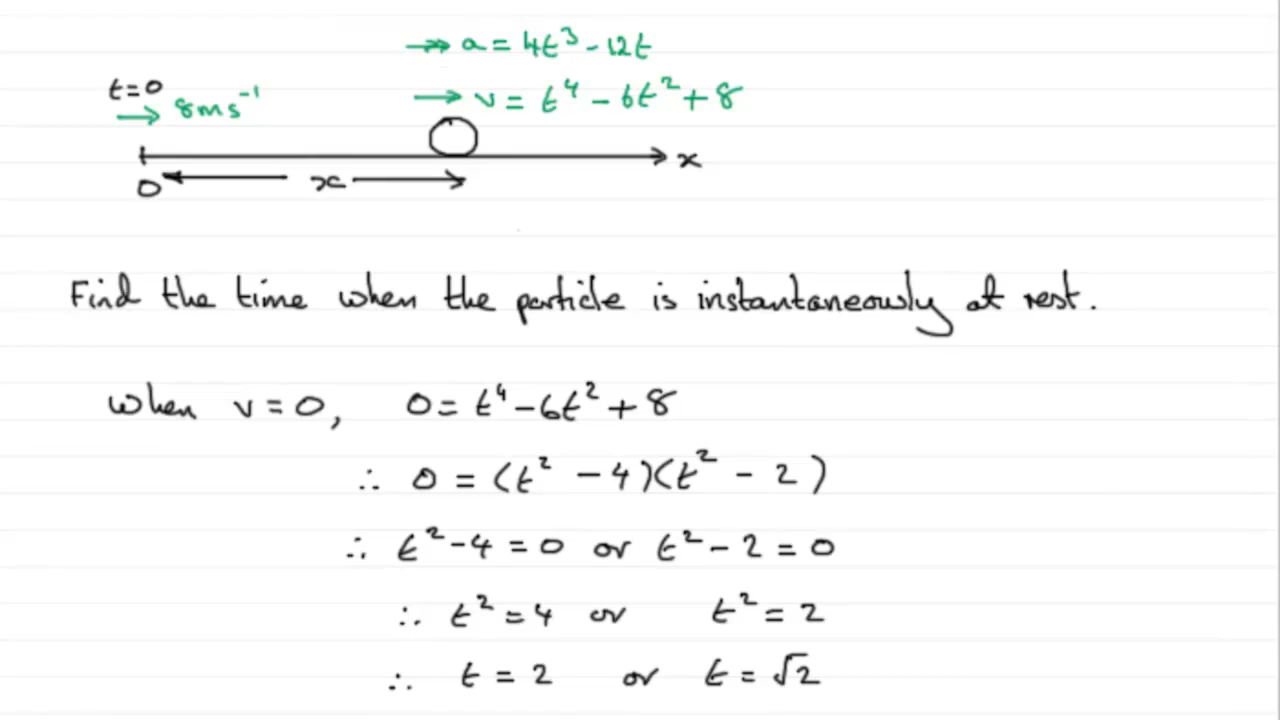 a = 4t³ - 12t
t = 0
8ms⁻¹
v = t⁴ - 6t² + 8
x
0
x
Find the time when the particle is instantaneously at rest.
When v = 0, 0 = t⁴ - 6t² + 8
∴ 0 = (t² - 4)(t² - 2)
∴ t² - 4 = 0 or t² - 2 = 0
∴ t² = 4 or t² = 2
∴ t = 2 or t = √2